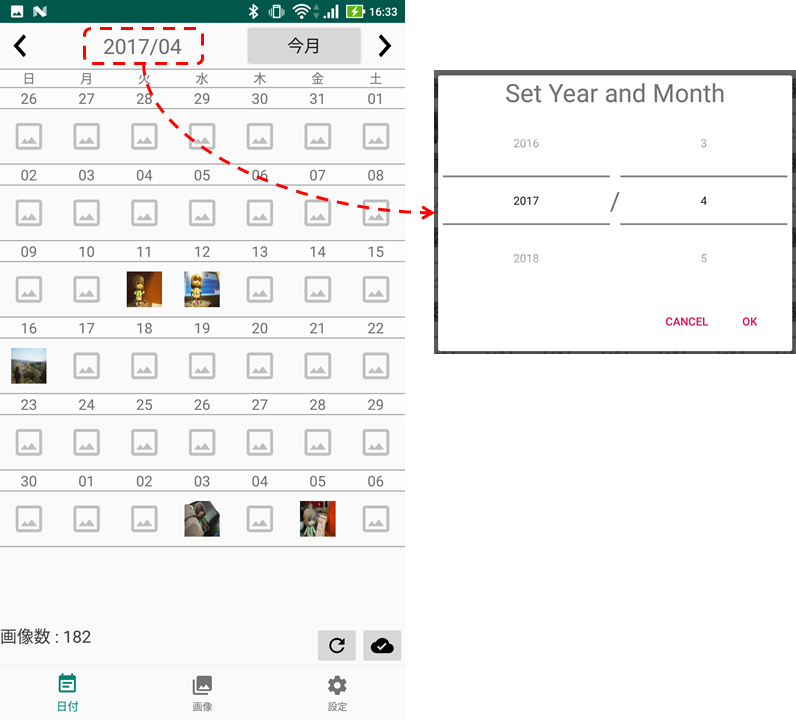 16:33
2017/04
今月
日 月 火 水 木 金 土
26 27 28 29 30 31 01
02 03 04 05 06 07 08
09 10 11 12 13 14 15
16 17 18 19 20 21 22
23 24 25 26 27 28 29
30 01 02 03 04 05 06
画像数 : 182
日付 画像 設定
Set Year and Month
2016 3
2017 / 4
2018 5
CANCEL OK